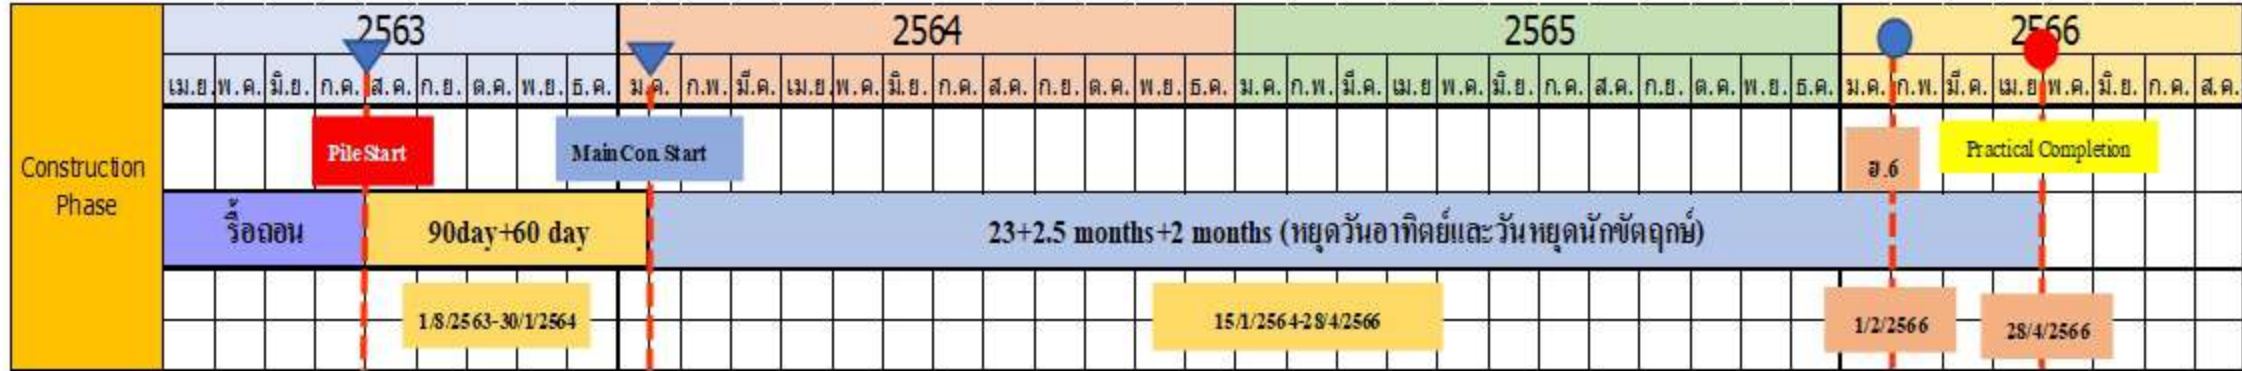 2563 2564 2565 2566
เม.ย. พ.ค. มิ.ย. ก.ค. ส.ค. ก.ย. ต.ค. พ.ย. ธ.ค. ม.ค. ก.พ. มี.ค. เม.ย. พ.ค. มิ.ย. ก.ค. ส.ค. ก.ย. ต.ค. พ.ย. ธ.ค. ม.ค. ก.พ. มี.ค. เม.ย พ.ค. มิ.ย. ก.ค. ส.ค. ก.ย. ต.ค. พ.ย. ธ.ค. ม.ค. ก.พ. มี.ค. เม.ย พ.ค. มิ.ย. ก.ค. ส.ค.
Construction
Phase
Pile Start
Main Con. Start
อ.6
Practical Completion
รื้อถอน
90day+60 day
23+2.5 months+2 months (หยุดวันอาทิตย์และวันหยุดนักขัตฤกษ์)
1/8/2563-30/1/2564
15/1/2564-28/4/2566
1/2/2566
28/4/2566